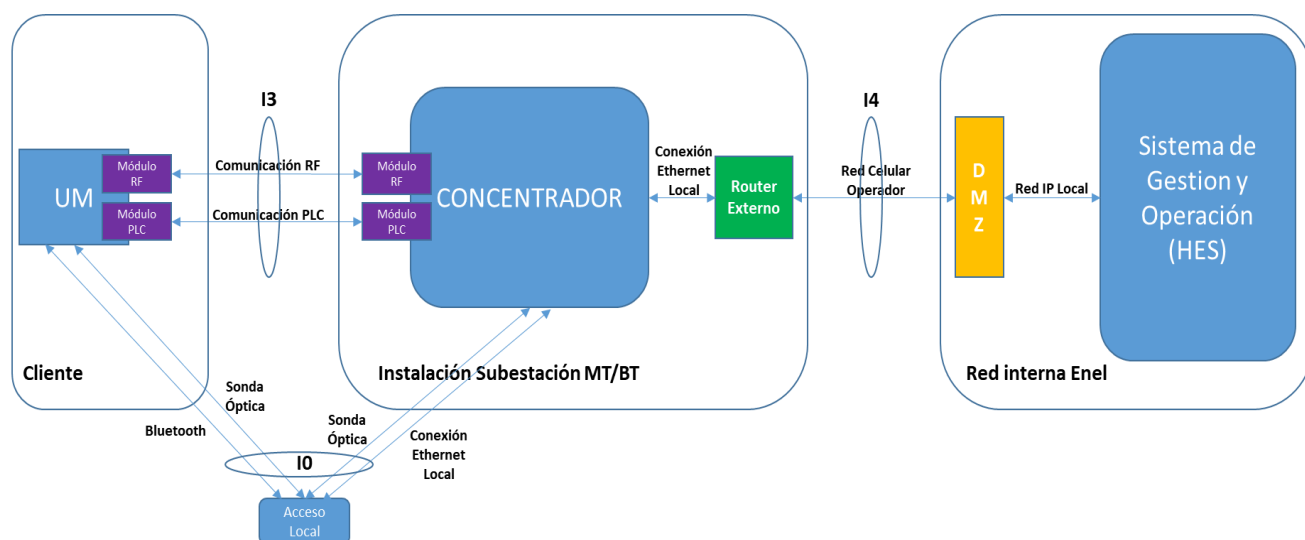 I3
I4
Módulo
RF
Comunicación RF
Módulo
RF
UM
Módulo
PLC
Comunicación PLC
Módulo
PLC
CONCENTRADOR
Conexión
Ethernet
Local
Router
Externo
Red Celular
Operador
D
M
Z
Red IP Local
Sistema de
Gestion y
Operación
(HES)
Cliente
Instalación Subestación MT/BT
Red interna Enel
Sonda
Óptica
Bluetooth
Sonda
Óptica
Conexión
Ethernet
Local
I0
Acceso
Local